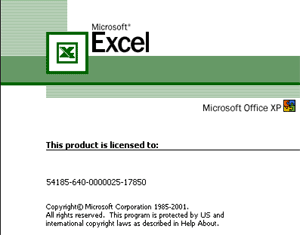 Microsoft®
Excel
Microsoft Office XP
This product is licensed to:
54185-640-0000025-17850
Copyright© Microsoft Corporation 1985-2001.
All rights reserved. This program is protected by US and
international copyright laws as described in Help About.